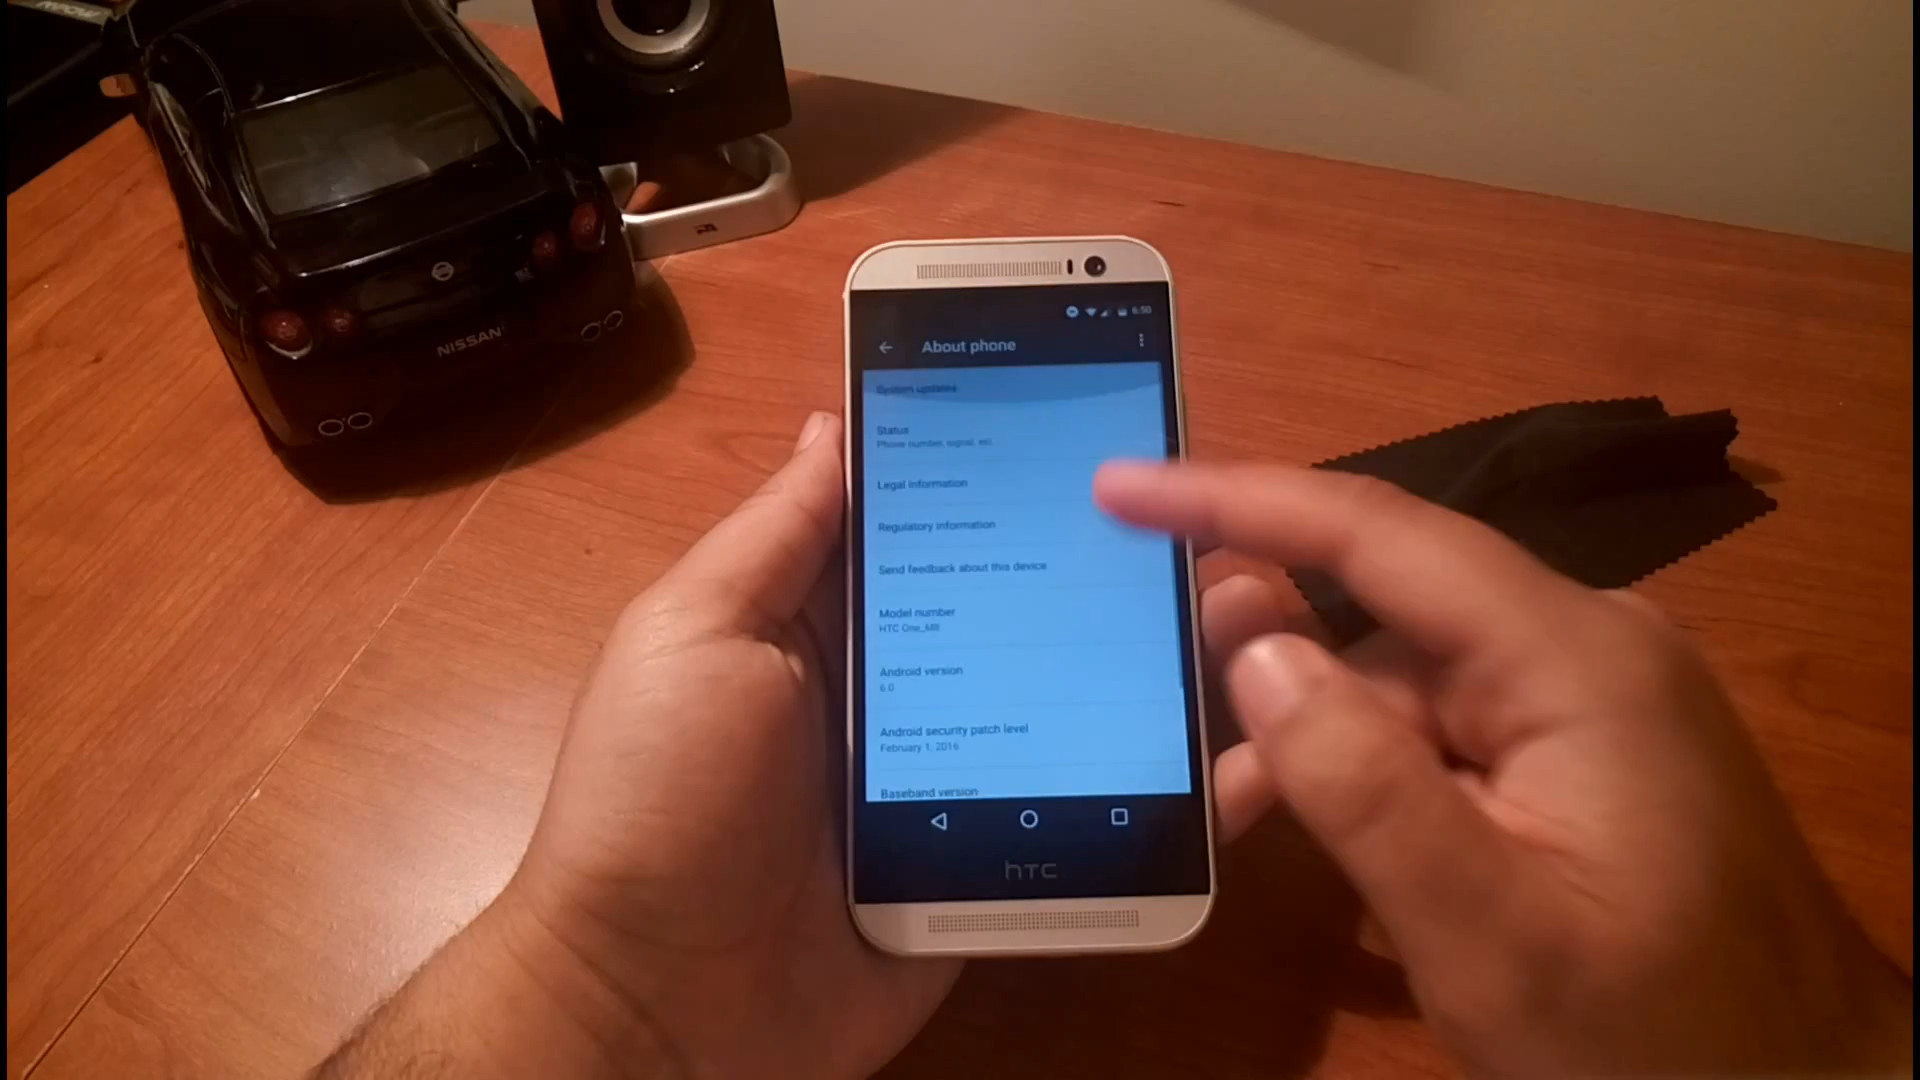 NISSAN
6:50
About phone
System updates
Status
Phone number, signal, etc.
Legal information
Regulatory information
Send feedback about this device
Model number
HTC One_M8
Android version
6.0
Android security patch level
February 1, 2016
Baseband version
hTC